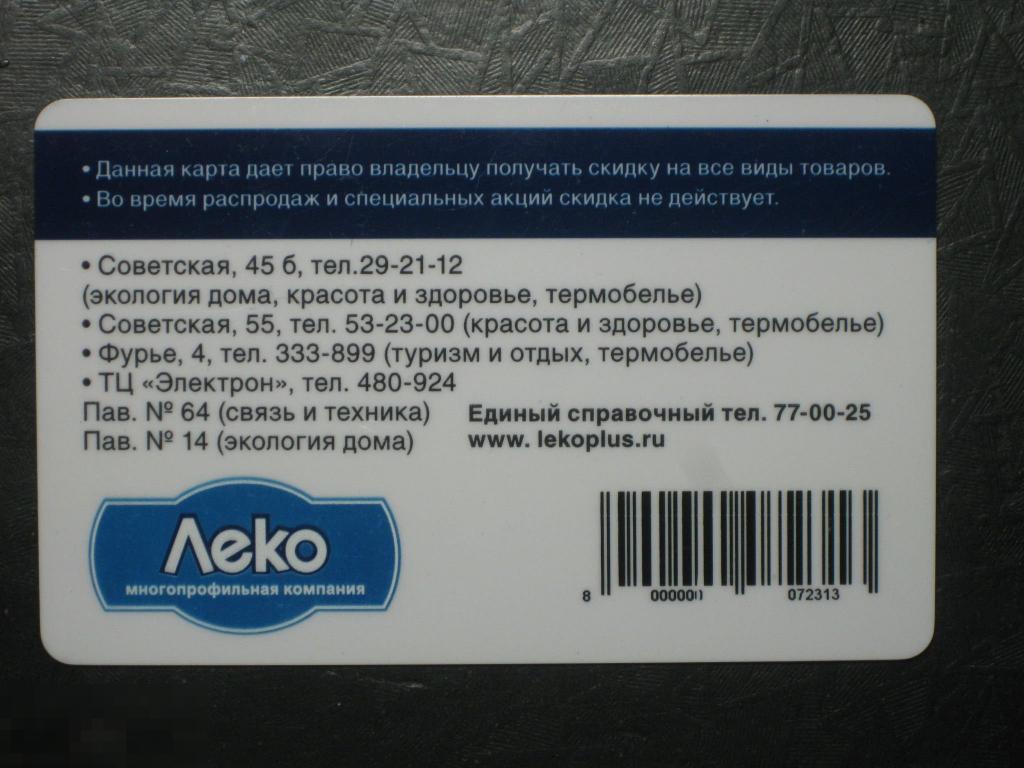 • Данная карта дает право владельцу получать скидку на все виды товаров.
• Во время распродаж и специальных акций скидка не действует.
• Советская, 45 б, тел.29-21-12
(экология дома, красота и здоровье, термобелье)
• Советская, 55, тел. 53-23-00 (красота и здоровье, термобелье)
• Фурье, 4, тел. 333-899 (туризм и отдых, термобелье)
• ТЦ «Электрон», тел. 480-924
Пав. № 64 (связь и техника)
Пав. № 14 (экология дома)
Единый справочный тел. 77-00-25
www. lekoplus.ru
Леко
многопрофильная компания
8 000000 072313